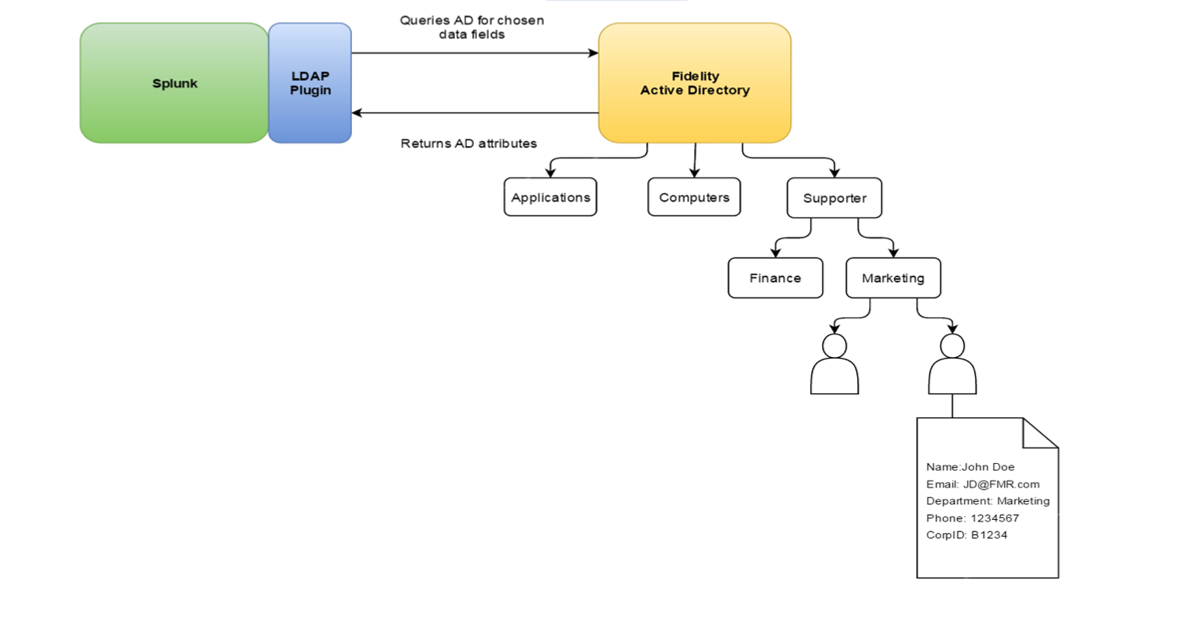 Queries AD for chosen
data fields
Splunk
LDAP
Plugin
Fidelity
Active Directory
Returns AD attributes
Applications
Computers
Supporter
Finance
Marketing
Name:John Doe
Email: JD@FMR.com
Department: Marketing
Phone: 1234567
CorpID: B1234